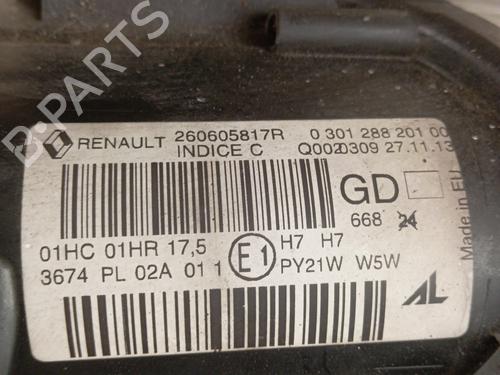 RENAULT 260605817R 0 301 288 201 00
INDICE C Q0020309 27.11.13
Made in EU
GD
668 24
01HC 01HR 17,5
3674 PL 02A 01 1
E1
H7 H7
PY21W W5W
AL
B-PARTS